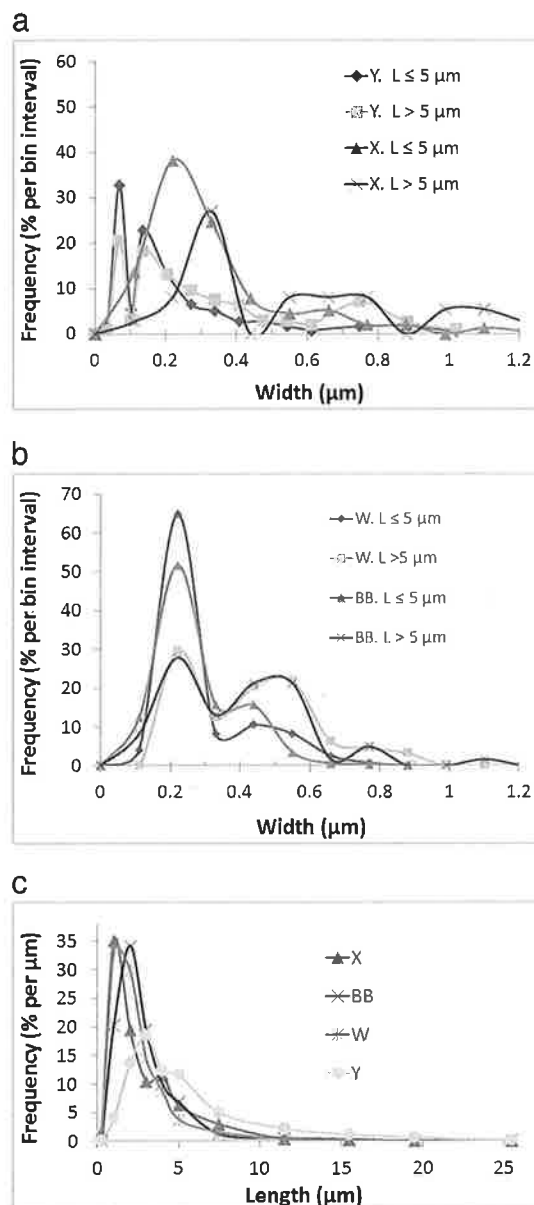 a
Frequency (% per bin interval)
60
50
40
30
20
10
0
Y. L ≤ 5 µm
Y. L > 5 µm
X. L ≤ 5 µm
X. L > 5 µm
0 0.2 0.4 0.6 0.8 1 1.2
Width (µm)
b
Frequency (% per bin interval)
70
60
50
40
30
20
10
0
W. L ≤ 5 µm
W. L >5 µm
BB. L ≤ 5 µm
BB. L > 5 µm
0 0.2 0.4 0.6 0.8 1 1.2
Width (µm)
c
Frequency (% per µm)
35
30
25
20
15
10
5
0
X
BB
W
Y
0 5 10 15 20 25
Length (µm)